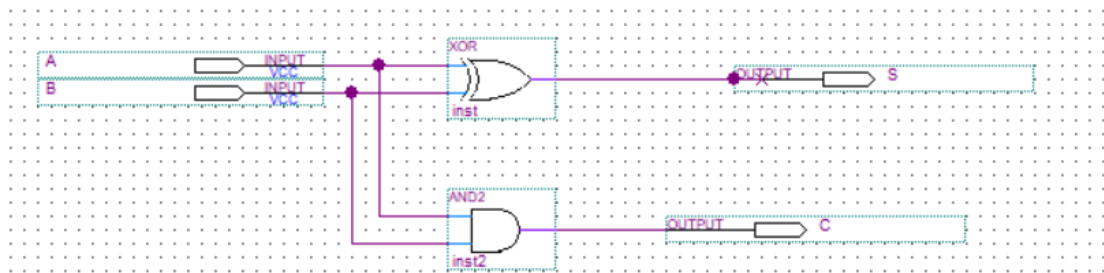 XOR
A INPUT VCC
OUTPUT S
B INPUT VCC
inst
AND2
OUTPUT C
inst2